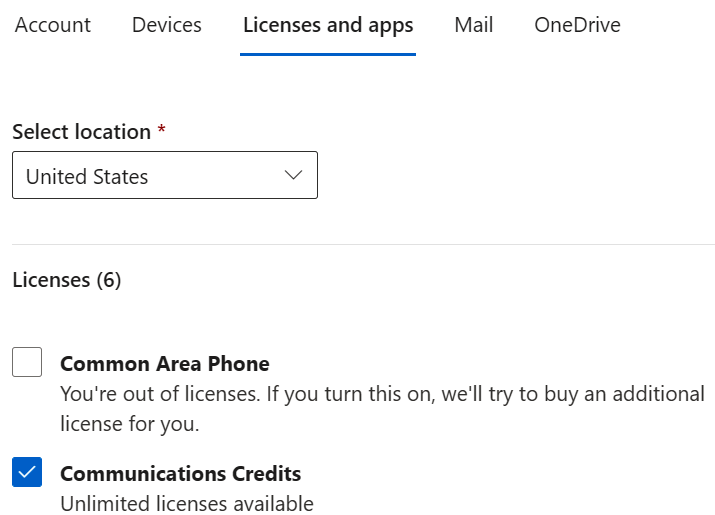 Account Devices Licenses and apps Mail OneDrive
Select location *
United States
Licenses (6)
Common Area Phone
You're out of licenses. If you turn this on, we'll try to buy an additional
license for you.
Communications Credits
Unlimited licenses available